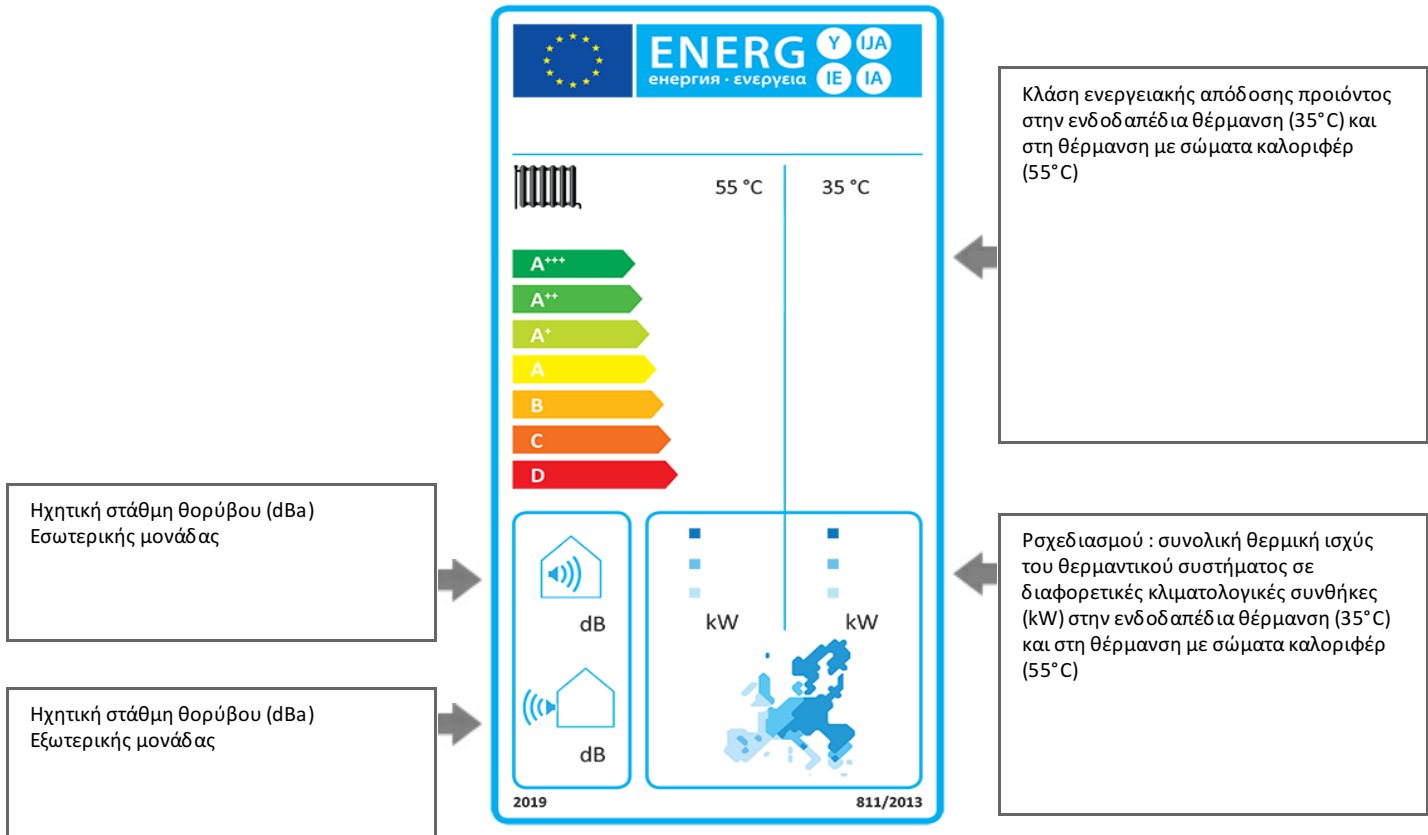 ENERG Y IJA
енергия · ενεργεια IE IA
55 °C 35 °C
A+++
A++
A+
A
B
C
D
dB
dB
kW kW
2019 811/2013
Κλάση ενεργειακής απόδοσης προιόντος
στην ενδοδαπέδια θέρμανση (35°C) και
στη θέρμανση με σώματα καλοριφέρ
(55°C)
Ηχητική στάθμη θορύβου (dBa)
Εσωτερικής μονάδας
Ρσχεδιασμού : συνολική θερμική ισχύς
του θερμαντικού συστήματος σε
διαφορετικές κλιματολογικές συνθήκες
(kW) στην ενδοδαπέδια θέρμανση (35°C)
και στη θέρμανση με σώματα καλοριφέρ
(55°C)
Ηχητική στάθμη θορύβου (dBa)
Εξωτερικής μονάδας